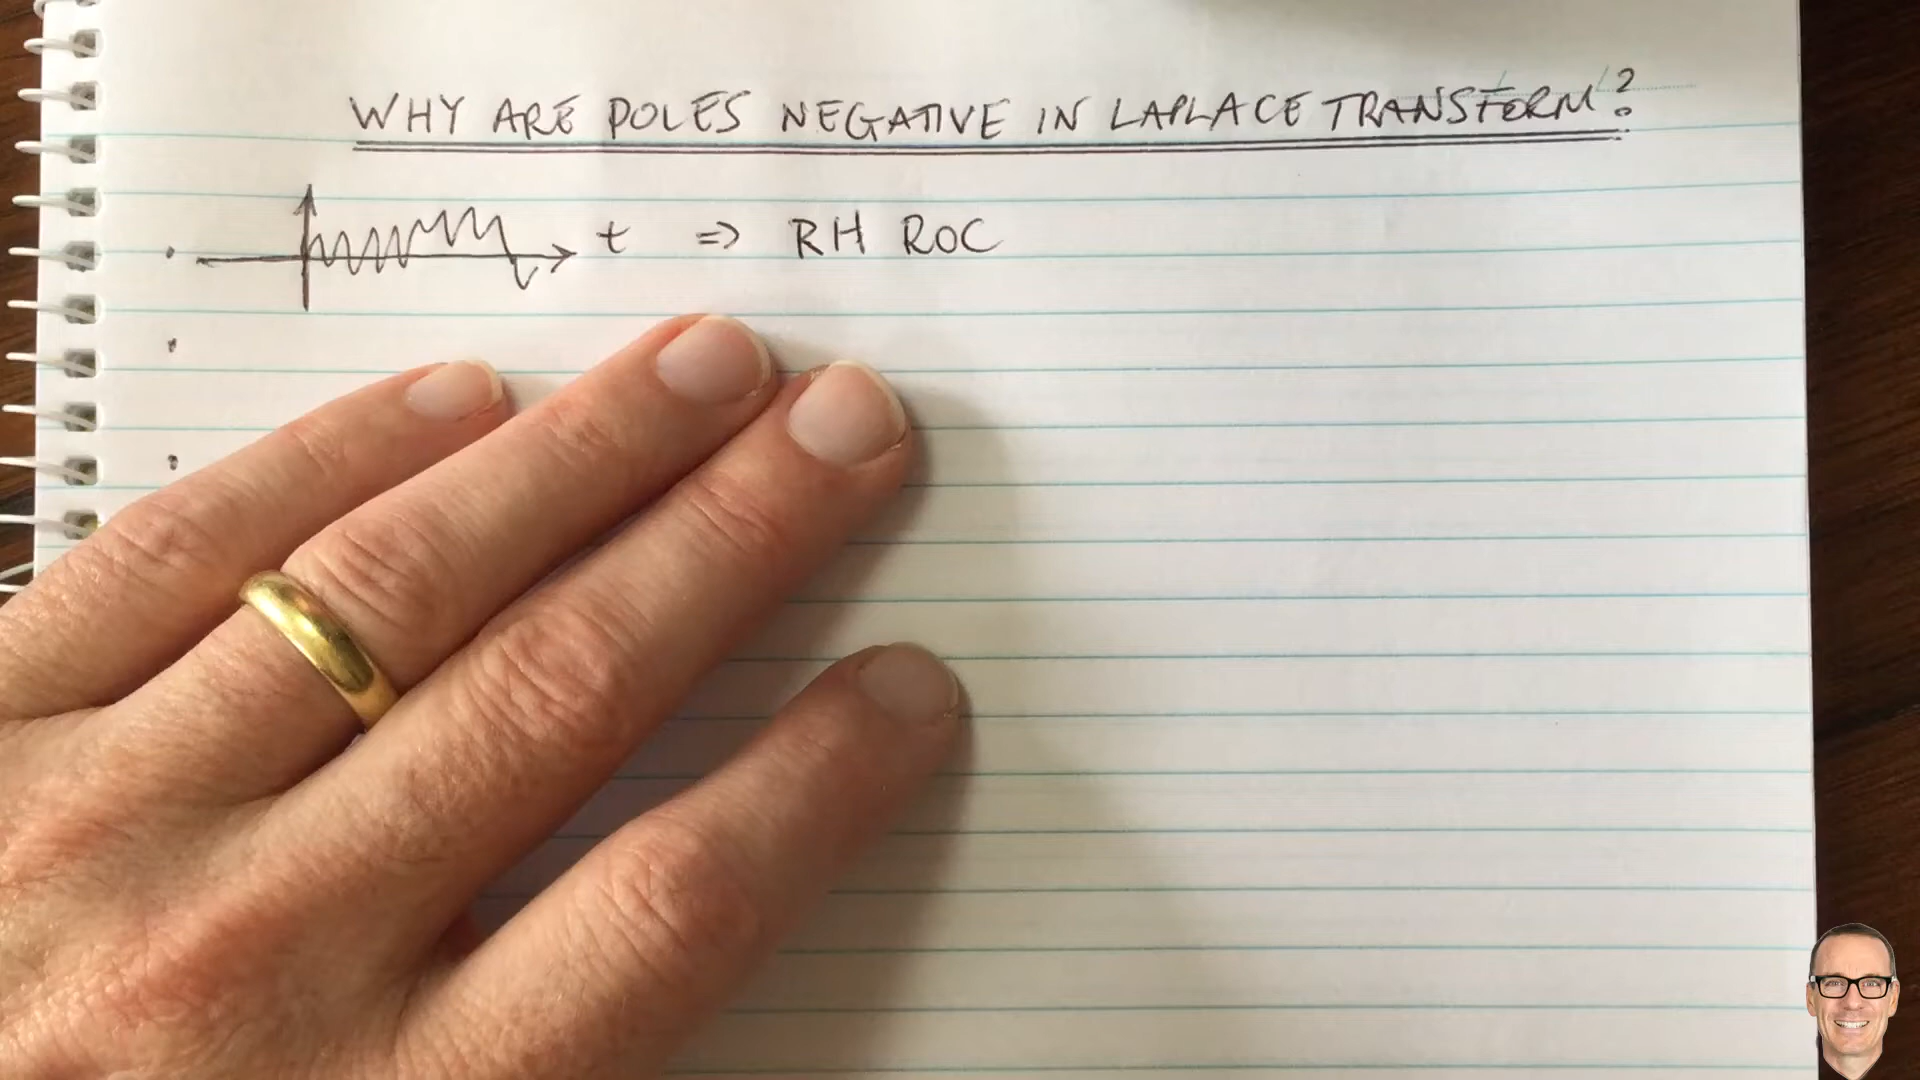 WHY ARE POLES NEGATIVE IN LAPLACE TRANSFORM?
t => RH ROC